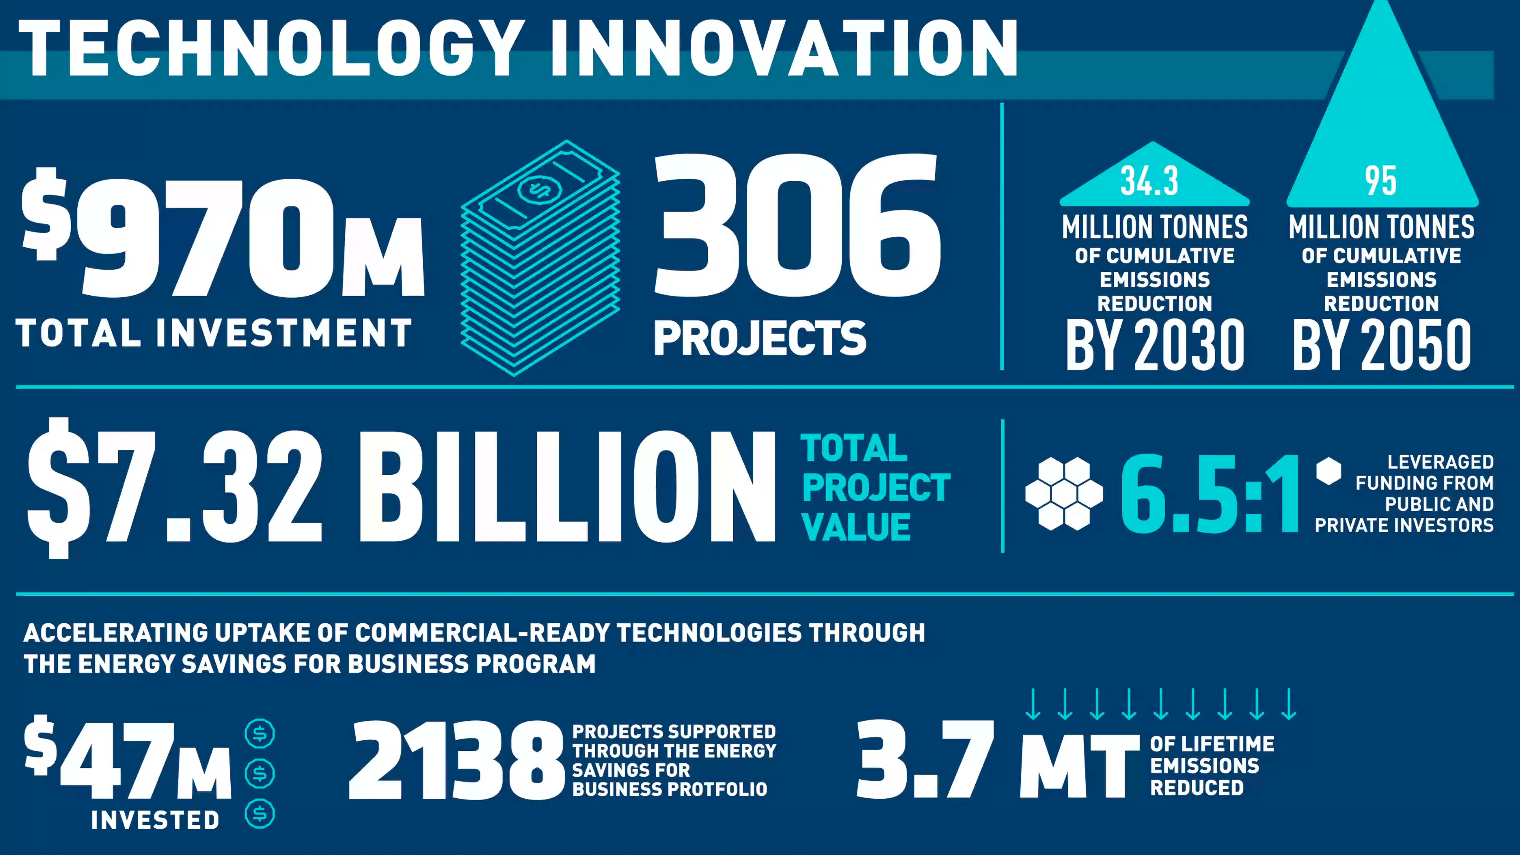 TECHNOLOGY INNOVATION
$970M
TOTAL INVESTMENT
$
306
PROJECTS
34.3
MILLION TONNES
OF CUMULATIVE
EMISSIONS
REDUCTION
BY 2030
95
MILLION TONNES
OF CUMULATIVE
EMISSIONS
REDUCTION
BY 2050
$7.32 BILLION
TOTAL
PROJECT
VALUE
6.5:1
LEVERAGED
FUNDING FROM
PUBLIC AND
PRIVATE INVESTORS
ACCELERATING UPTAKE OF COMMERCIAL-READY TECHNOLOGIES THROUGH
THE ENERGY SAVINGS FOR BUSINESS PROGRAM
$47M
INVESTED
$
$
$
2138
PROJECTS SUPPORTED
THROUGH THE ENERGY
SAVINGS FOR
BUSINESS PROTFOLIO
3.7 MT
OF LIFETIME
EMISSIONS
REDUCED